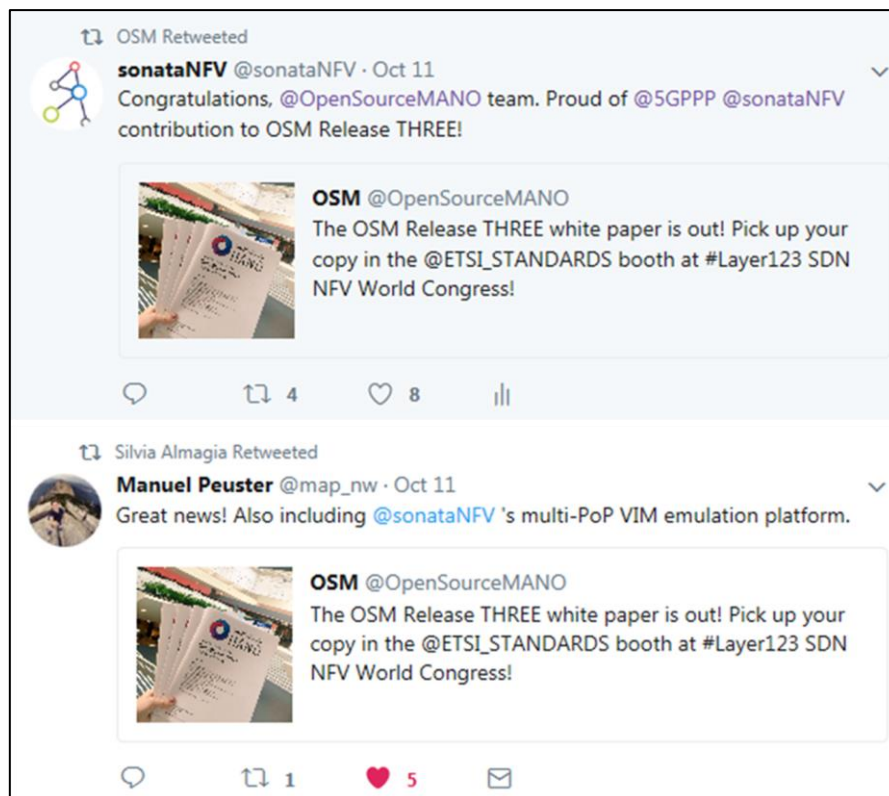 OSM Retweeted
sonataNFV @sonataNFV · Oct 11
Congratulations, @OpenSourceMANO team. Proud of @5GPPP @sonataNFV
contribution to OSM Release THREE!
OSM @OpenSourceMANO
The OSM Release THREE white paper is out! Pick up your
copy in the @ETSI_STANDARDS booth at #Layer123 SDN
NFV World Congress!
MANO
4 8
Silvia Almagia Retweeted
Manuel Peuster @map_nw · Oct 11
Great news! Also including @sonataNFV 's multi-PoP VIM emulation platform.
OSM @OpenSourceMANO
The OSM Release THREE white paper is out! Pick up your
copy in the @ETSI_STANDARDS booth at #Layer123 SDN
NFV World Congress!
MANO
1 5